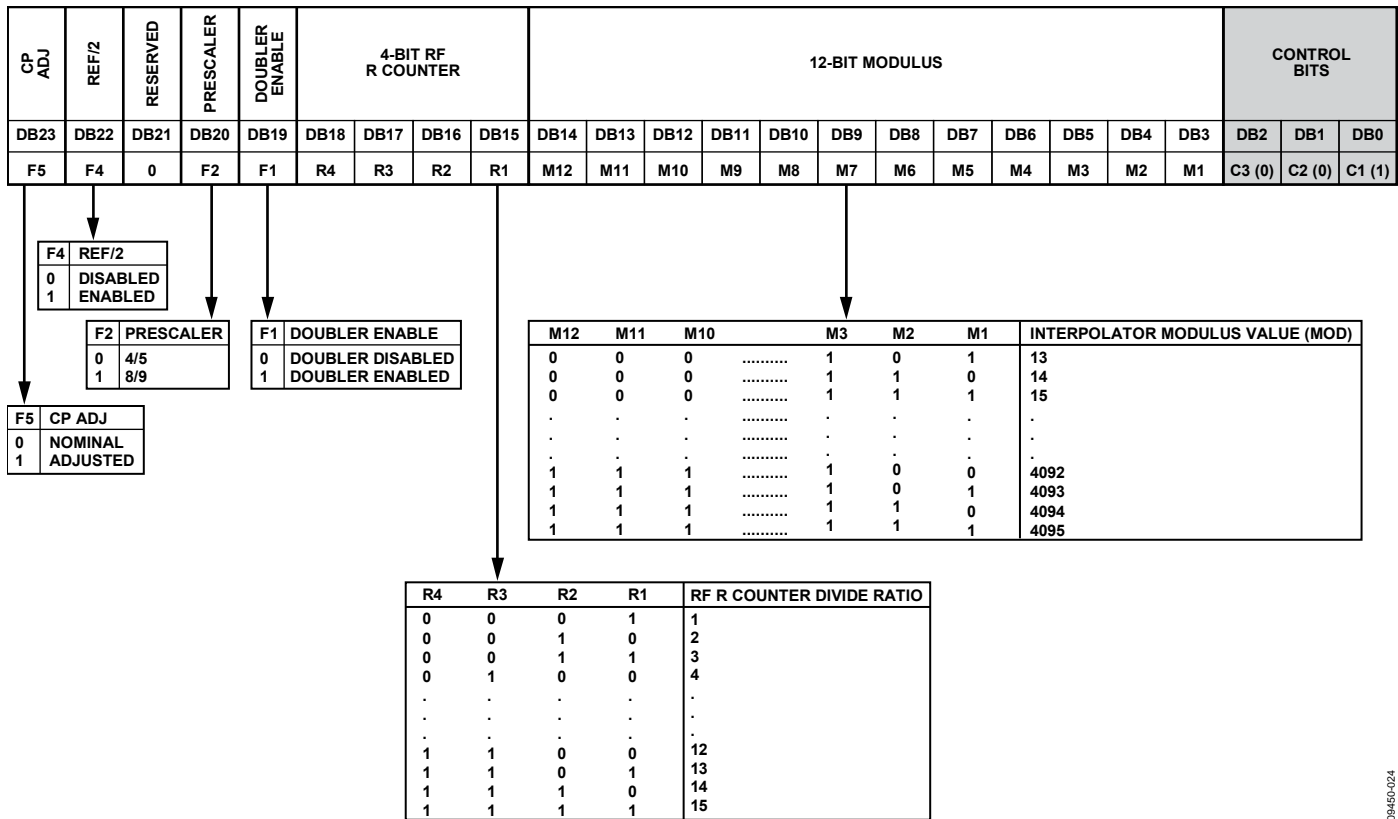 CP ADJ REF/2 RESERVED PRESCALER DOUBLER ENABLE 4-BIT RF R COUNTER 12-BIT MODULUS CONTROL BITS
DB23 DB22 DB21 DB20 DB19 DB18 DB17 DB16 DB15 DB14 DB13 DB12 DB11 DB10 DB9 DB8 DB7 DB6 DB5 DB4 DB3 DB2 DB1 DB0
F5 F4 0 F2 F1 R4 R3 R2 R1 M12 M11 M10 M9 M8 M7 M6 M5 M4 M3 M2 M1 C3 (0) C2 (0) C1 (1)
F4 REF/2
0 DISABLED
1 ENABLED
F2 PRESCALER
0 4/5
1 8/9
F1 DOUBLER ENABLE
0 DOUBLER DISABLED
1 DOUBLER ENABLED
F5 CP ADJ
0 NOMINAL
1 ADJUSTED
M12 M11 M10 M3 M2 M1 INTERPOLATOR MODULUS VALUE (MOD)
0 0 0 .......... 1 0 1 13
0 0 0 .......... 1 1 0 14
0 0 0 .......... 1 1 1 15
. . . .......... . . . .
. . . .......... . . . .
. . . .......... . . . .
1 1 1 .......... 1 0 0 4092
1 1 1 .......... 1 0 1 4093
1 1 1 .......... 1 1 0 4094
1 1 1 .......... 1 1 1 4095
R4 R3 R2 R1 RF R COUNTER DIVIDE RATIO
0 0 0 1 1
0 0 1 0 2
0 0 1 1 3
0 1 0 0 4
. . . . .
. . . . .
. . . . .
1 1 0 0 12
1 1 0 1 13
1 1 1 0 14
1 1 1 1 15
09450-024